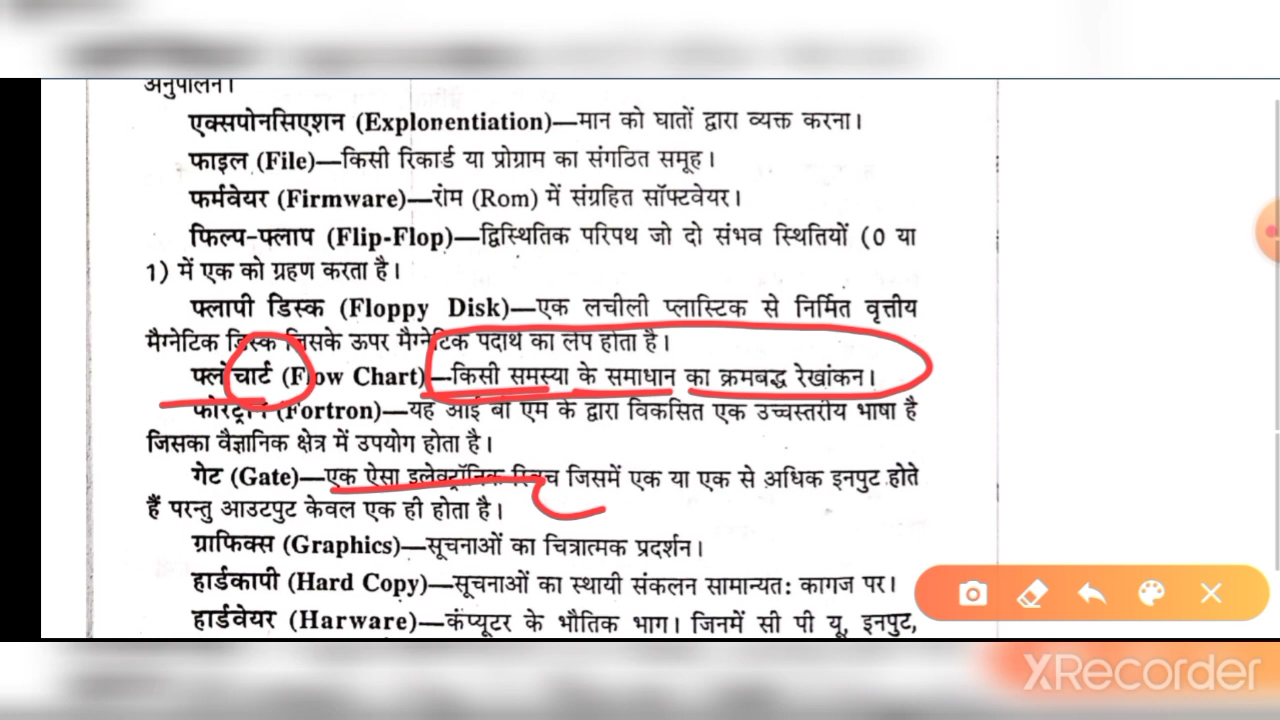 अनुपालन।
एक्सपोनसिएशन (Explonentiation)—मान को घातों द्वारा व्यक्त करना।
फाइल (File)—किसी रिकार्ड या प्रोग्राम का संगठित समूह।
फर्मवेयर (Firmware)—रोम (Rom) में संग्रहित सॉफ्टवेयर।
फिल्प-फ्लाप (Flip-Flop)—द्विस्थितिक परिपथ जो दो संभव स्थितियों (0 या
1) में एक को ग्रहण करता है।
फ्लापी डिस्क (Floppy Disk)—एक लचीली प्लास्टिक से निर्मित वृत्तीय
मैग्नेटिक डिस्क जिसके ऊपर मैग्नेटिक पदार्थ का लेप होता है।
फ्लो चार्ट (Flow Chart)—किसी समस्या के समाधान का क्रमबद्ध रेखांकन।
फोरट्रान (Fortron)—यह आई बी एम के द्वारा विकसित एक उच्चस्तरीय भाषा है
जिसका वैज्ञानिक क्षेत्र में उपयोग होता है।
गेट (Gate)—एक ऐसा इलेक्ट्रॉनिक स्विच जिसमें एक या एक से अधिक इनपुट होते
हैं परन्तु आउटपुट केवल एक ही होता है।
ग्राफिक्स (Graphics)—सूचनाओं का चित्रात्मक प्रदर्शन।
हार्डकापी (Hard Copy)—सूचनाओं का स्थायी संकलन सामान्यत: कागज पर।
हार्डवेयर (Harware)—कंप्यूटर के भौतिक भाग। जिनमें सी पी यू, इनपुट,
XRecorder